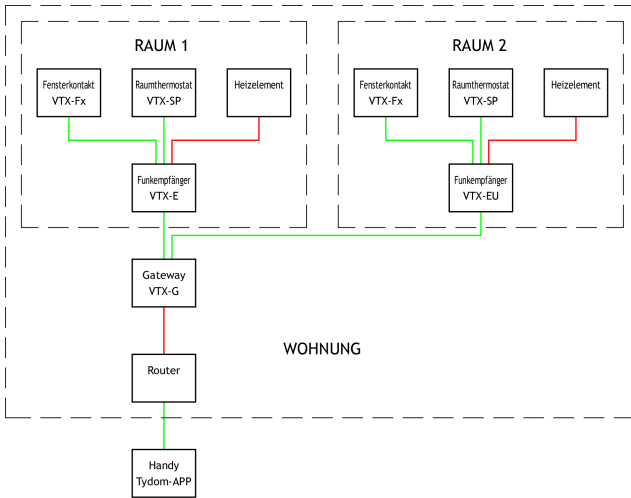 RAUM 1
Fensterkontakt
VTX-Fx
Raumthermostat
VTX-SP
Heizelement
Funkempfänger
VTX-E
RAUM 2
Fensterkontakt
VTX-Fx
Raumthermostat
VTX-SP
Heizelement
Funkempfänger
VTX-EU
Gateway
VTX-G
WOHNUNG
Router
Handy
Tydom-APP